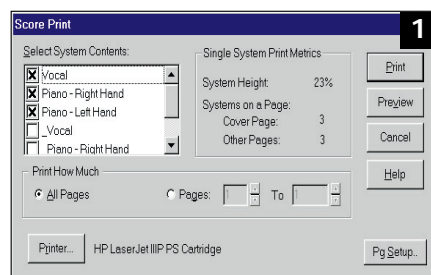 Score Print
1
Select System Contents:
Vocal
Piano - Right Hand
Piano - Left Hand
_Vocal
_Piano - Right Hand
Single System Print Metrics
System Height: 23%
Systems on a Page:
Cover Page: 3
Other Pages: 3
Print
Preview
Cancel
Help
Print How Much
All Pages
Pages: 1 To 1
Printer... HP LaserJet IIIP PS Cartridge
Pg Setup..